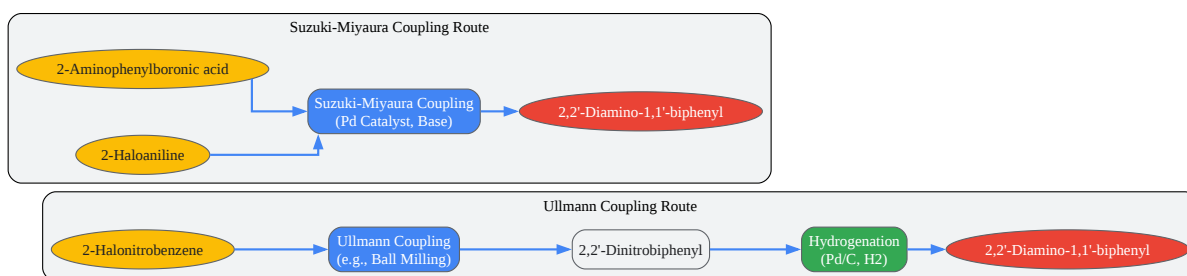 Suzuki-Miyaura Coupling Route
2-Aminophenylboronic acid
Suzuki-Miyaura Coupling
(Pd Catalyst, Base)
2,2'-Diamino-1,1'-biphenyl
2-Haloaniline
Ullmann Coupling Route
2-Halonitrobenzene
Ullmann Coupling
(e.g., Ball Milling)
2,2'-Dinitrobiphenyl
Hydrogenation
(Pd/C, H2)
2,2'-Diamino-1,1'-biphenyl